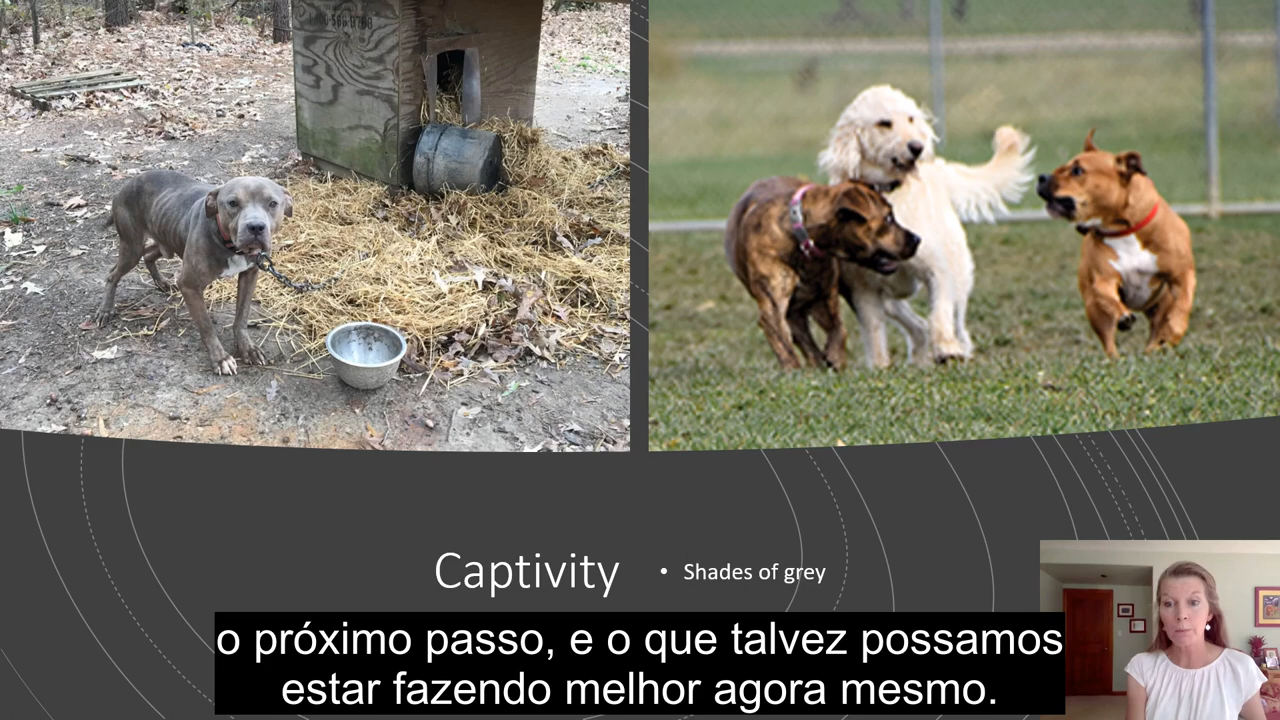 Captivity
• Shades of grey
o próximo passo, e o que talvez possamos
estar fazendo melhor agora mesmo.